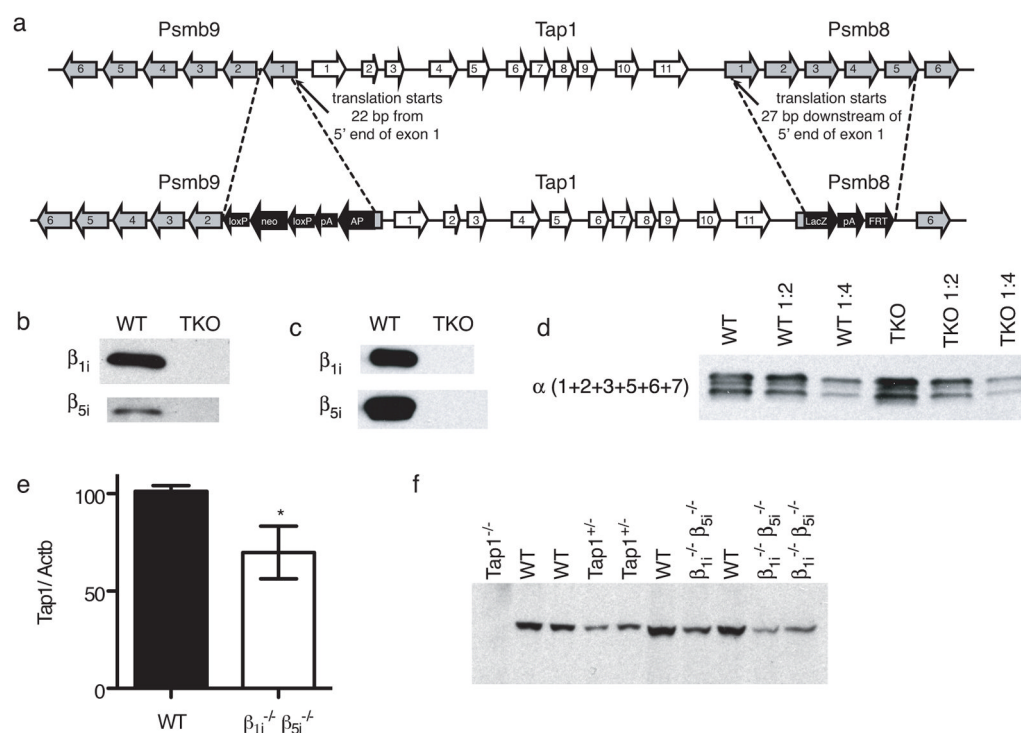 a
Psmb9 Tap1 Psmb8
6 5 4 3 2 1 1 2 3 4 5 6 7 8 9 10 11 1 2 3 4 5 6
translation starts
22 bp from
5' end of exon 1
translation starts
27 bp downstream of
5' end of exon 1
Psmb9 Tap1 Psmb8
6 5 4 3 2 loxP neo loxP pA AP 1 2 3 4 5 6 7 8 9 10 11 LacZ pA FRT 6
b
WT TKO
β1i
β5i
c
WT TKO
β1i
β5i
d
WT WT 1:2 WT 1:4 TKO TKO 1:2 TKO 1:4
α (1+2+3+5+6+7)
e
Tap1/ Actb
100
50
0
*
WT β1i-/- β5i-/-
f
Tap1-/- WT WT Tap1+/- Tap1+/- WT β1i-/- β5i-/- WT β1i-/- β5i-/- β1i-/- β5i-/-